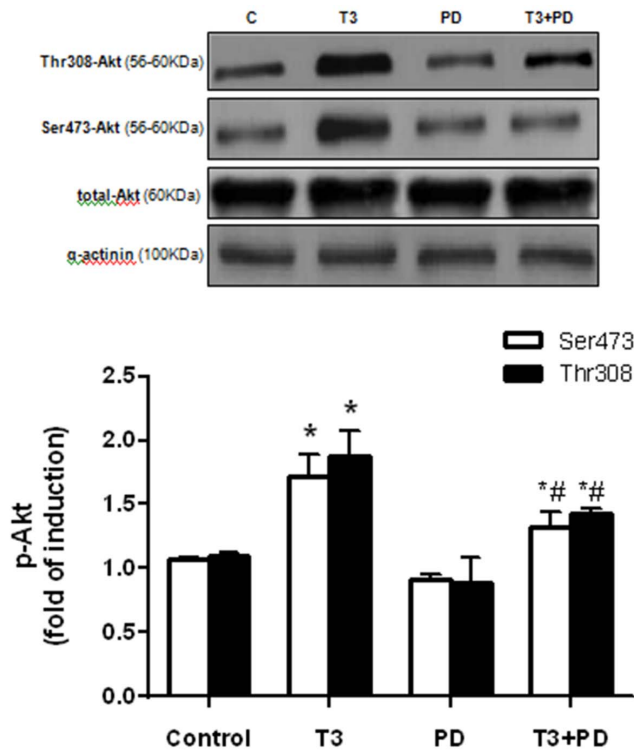 C T3 PD T3+PD
Thr308-Akt (56-60KDa)
Ser473-Akt (56-60KDa)
total-Akt (60KDa)
α-actinin (100KDa)
Ser473
Thr308
p-Akt
(fold of induction)
2.5
2.0
1.5
1.0
0.5
0.0
* * *# *#
Control T3 PD T3+PD